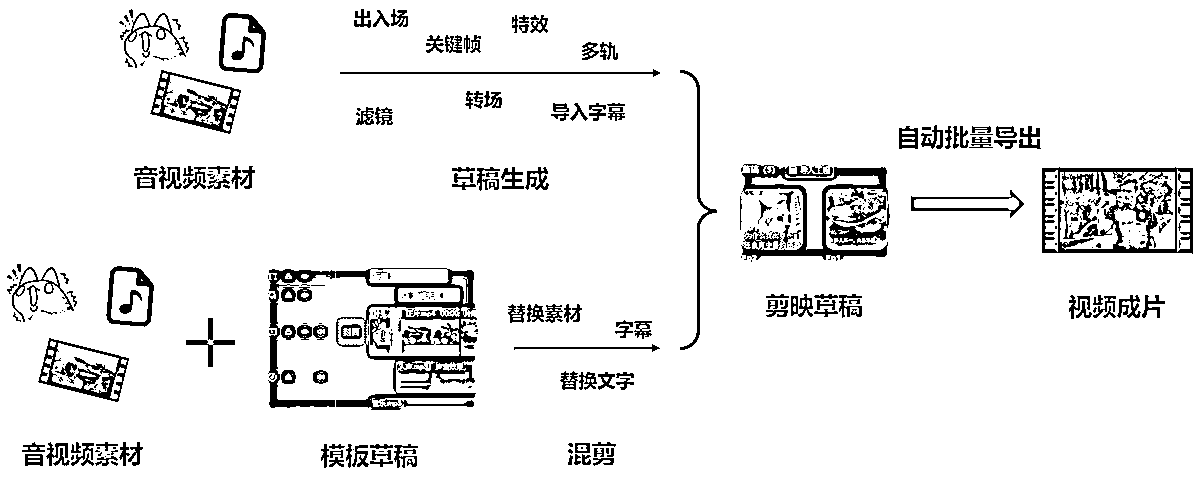 出入场
特效
关键帧
多轨
转场
滤镜
导入字幕
音视频素材
草稿生成
自动批量导出
剪映草稿
视频成片
替换素材
字幕
替换文字
音视频素材
模板草稿
混剪